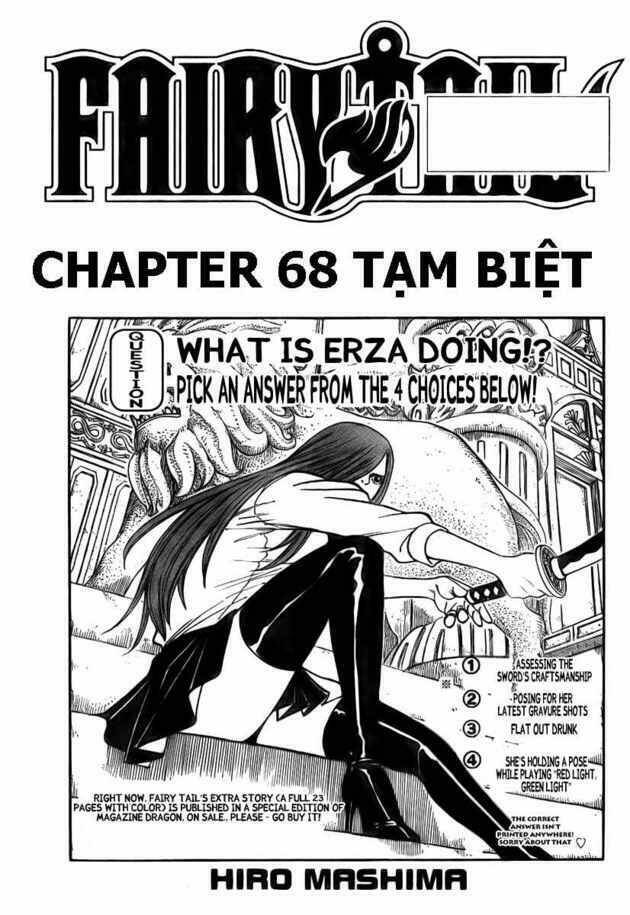 FAIRY TAIL
CHAPTER 68 TẠM BIỆT
QUESTION
WHAT IS ERZA DOING!?
PICK AN ANSWER FROM THE 4 CHOICES BELOW!
① ASSESSING THE
SWORD'S CRAFTSMANSHIP
② POSING FOR HER
LATEST GRAVURE SHOTS
③ FLAT OUT DRUNK
④ SHE'S HOLDING A POSE
WHILE PLAYING "RED LIGHT,
GREEN LIGHT"
RIGHT NOW, FAIRY TAIL'S EXTRA STORY (A FULL 23
PAGES WITH COLOR) IS PUBLISHED IN A SPECIAL EDITION OF
MAGAZINE DRAGON. ON SALE.. PLEASE - GO BUY IT!
THE CORRECT
ANSWER ISN'T
PRINTED ANYWHERE!
SORRY ABOUT THAT ♡
HIRO MASHIMA